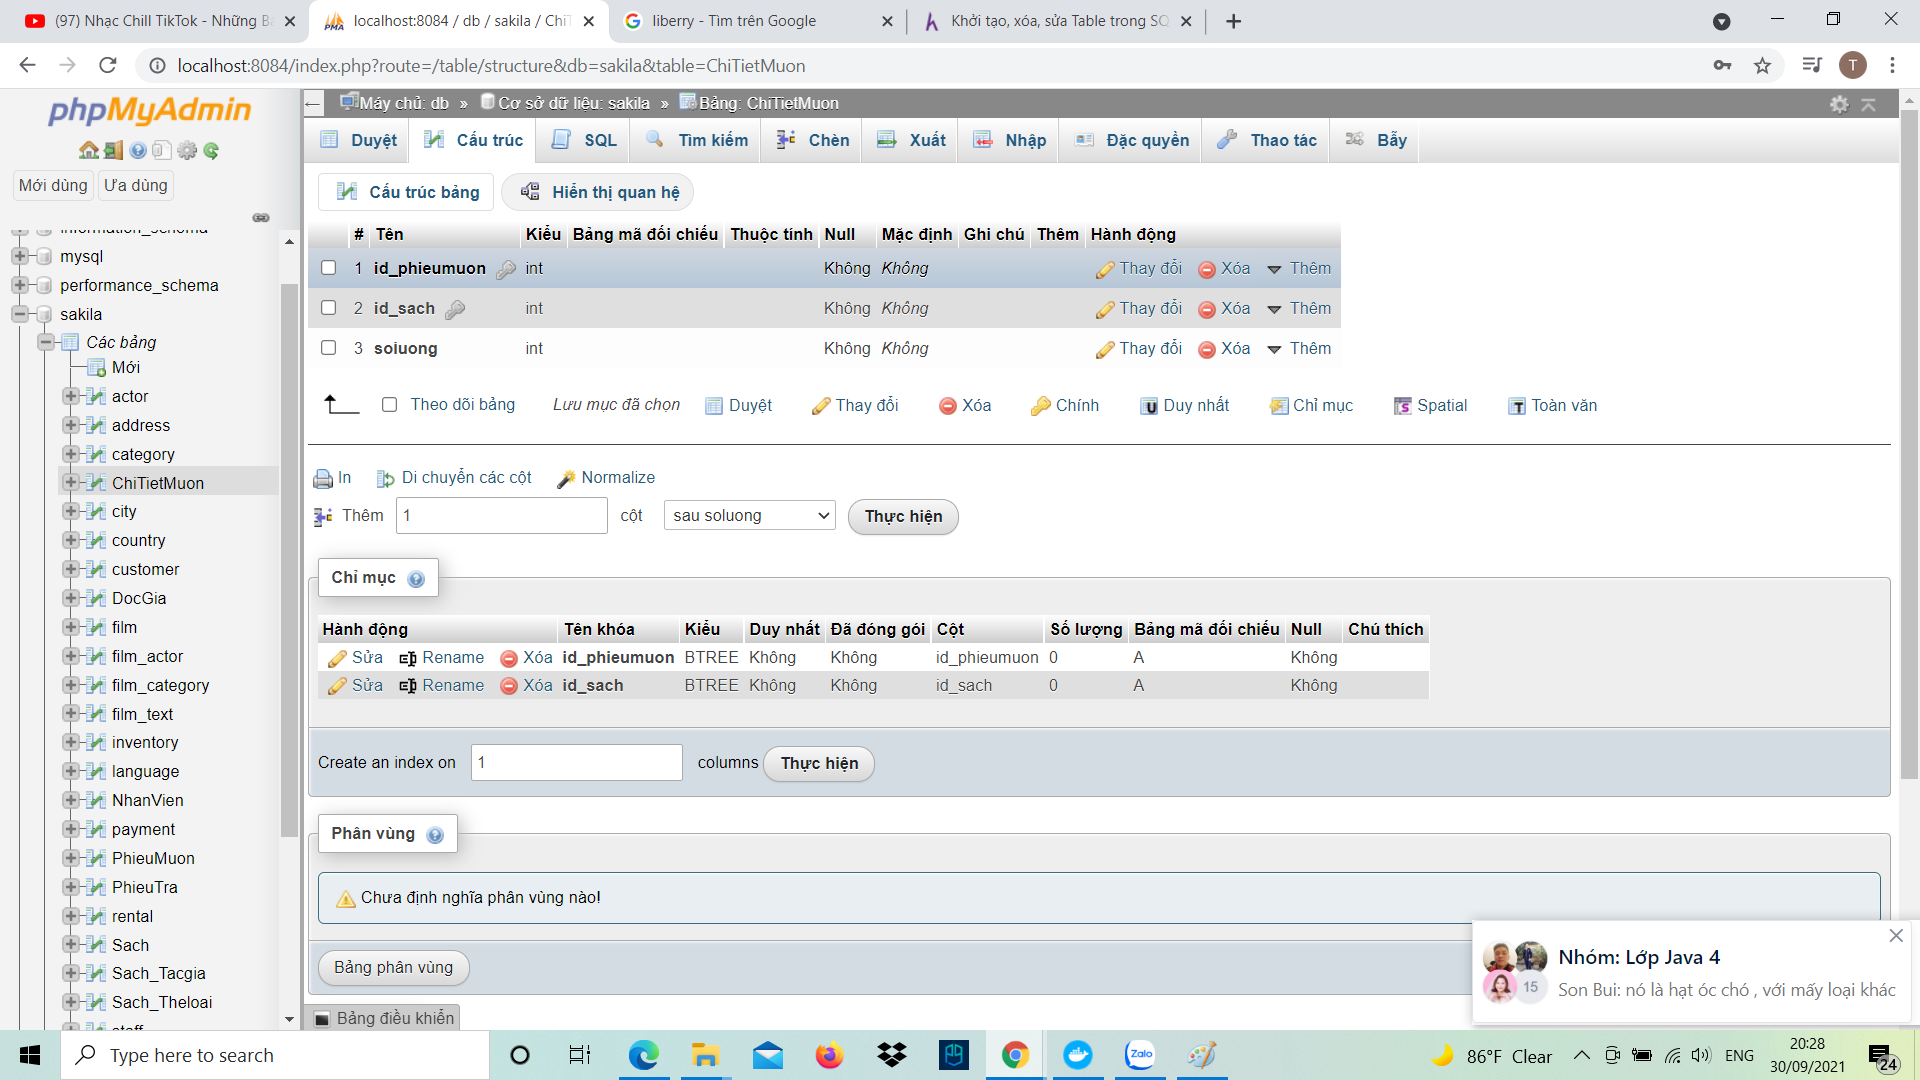 (97) Nhạc Chill TikTok - Những B
localhost:8084 / db / sakila / ChiT
liberry - Tìm trên Google
Khởi tạo, xóa, sửa Table trong SQ
localhost:8084/index.php?route=/table/structure&db=sakila&table=ChiTietMuon
T
phpMyAdmin
Mới dùng
Ưa dùng
information_schema
mysql
performance_schema
sakila
Các bảng
Mới
actor
address
category
ChiTietMuon
city
country
customer
DocGia
film
film_actor
film_category
film_text
inventory
language
NhanVien
payment
PhieuMuon
PhieuTra
rental
Sach
Sach_Tacgia
Sach_Theloai
staff
Máy chủ: db » Cơ sở dữ liệu: sakila » Bảng: ChiTietMuon
Duyệt Cấu trúc SQL Tìm kiếm Chèn Xuất Nhập Đặc quyền Thao tác Bẫy
Cấu trúc bảng Hiển thị quan hệ
# Tên Kiểu Bảng mã đối chiếu Thuộc tính Null Mặc định Ghi chú Thêm Hành động
1 id_phieumuon int Không Không Thay đổi Xóa Thêm
2 id_sach int Không Không Thay đổi Xóa Thêm
3 soluong int Không Không Thay đổi Xóa Thêm
Theo dõi bảng Lưu mục đã chọn Duyệt Thay đổi Xóa Chính Duy nhất Chỉ mục Spatial Toàn văn
In Di chuyển các cột Normalize
Thêm 1 cột sau soluong Thực hiện
Chỉ mục
Hành động Tên khóa Kiểu Duy nhất Đã đóng gói Cột Số lượng Bảng mã đối chiếu Null Chú thích
Sửa Rename Xóa id_phieumuon BTREE Không Không id_phieumuon 0 A Không
Sửa Rename Xóa id_sach BTREE Không Không id_sach 0 A Không
Create an index on 1 columns Thực hiện
Phân vùng
Chưa định nghĩa phân vùng nào!
Bảng phân vùng
Bảng điều khiển
Nhóm: Lớp Java 4
15
Son Bui: nó là hạt óc chó , với mấy loại khác
Type here to search
Zalo
86°F Clear
ENG
20:28
30/09/2021
24